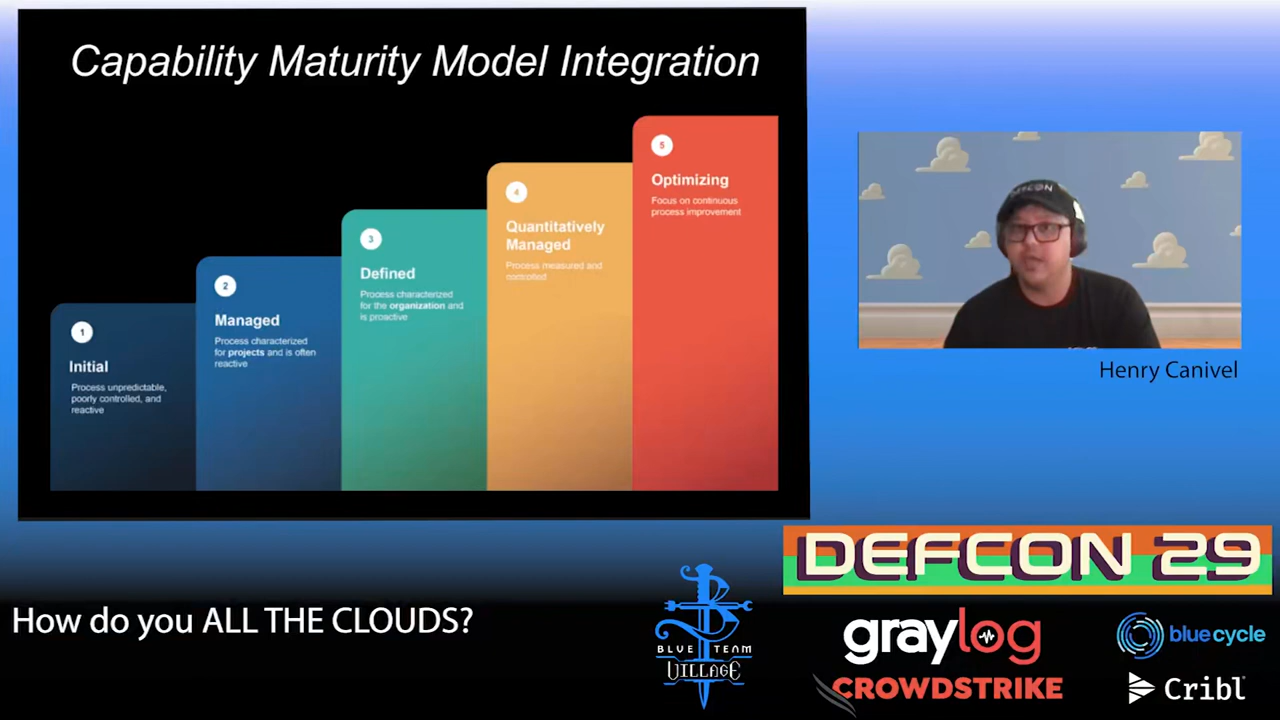 Capability Maturity Model Integration
1
Initial
Process unpredictable,
poorly controlled, and
reactive
2
Managed
Process characterized
for projects and is often
reactive
3
Defined
Process characterized
for the organization and
is proactive
4
Quantitatively
Managed
Process measured and
controlled
5
Optimizing
Focus on continuous
process improvement
DEFCON
Henry Canivel
How do you ALL THE CLOUDS?
BLUE TEAM
VILLAGE
DEFCON 29
graylog
blue cycle
CROWDSTRIKE
Cribl